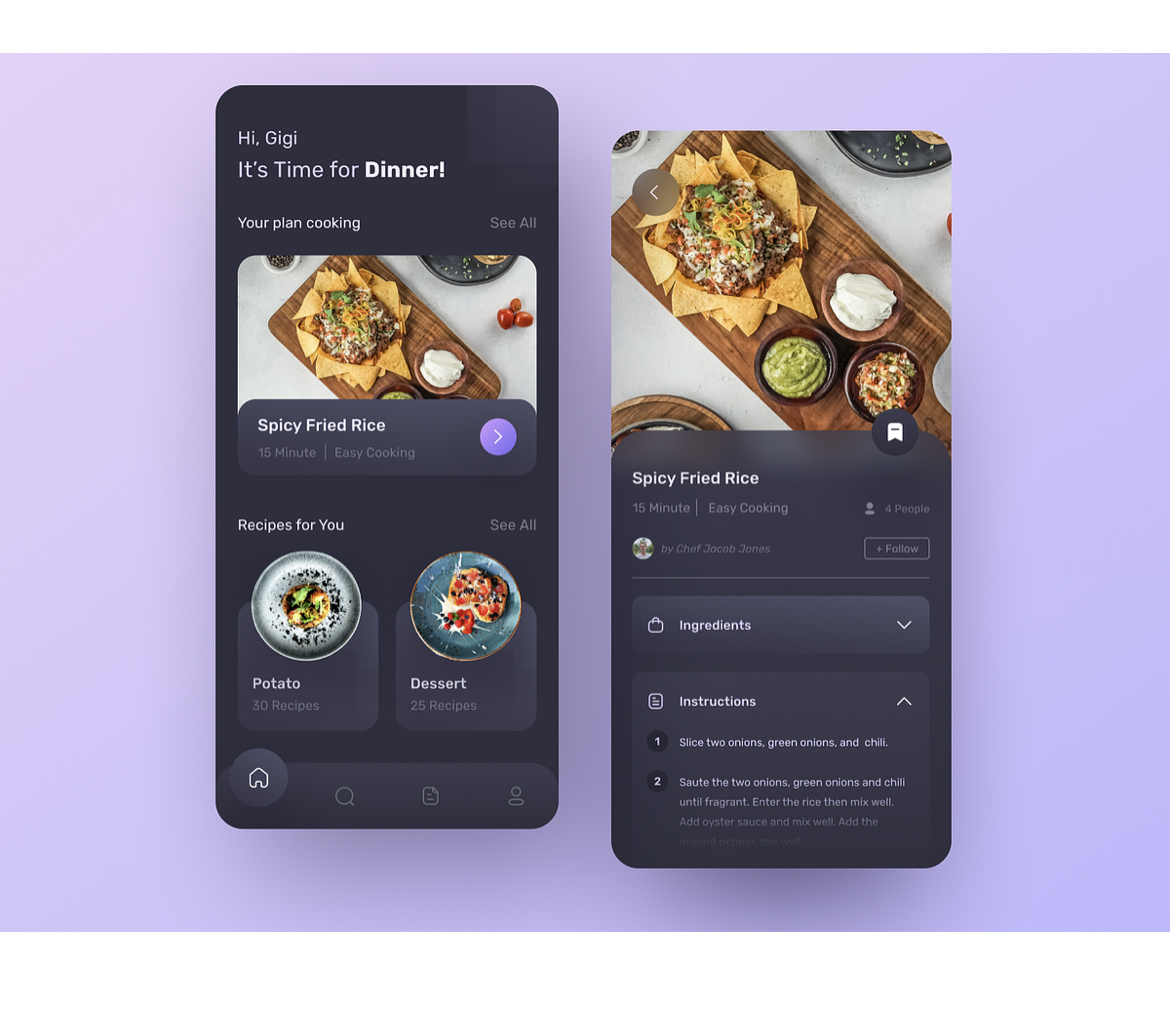 Hi, Gigi
It's Time for Dinner!
Your plan cooking
See All
Spicy Fried Rice
15 Minute | Easy Cooking
Recipes for You
See All
Potato
30 Recipes
Dessert
25 Recipes
Spicy Fried Rice
15 Minute | Easy Cooking
4 People
by Chef Jacob Jones
+ Follow
Ingredients
Instructions
1
Slice two onions, green onions, and  chili.
2
Saute the two onions, green onions and chili
until fragrant. Enter the rice then mix well.
Add oyster sauce and mix well. Add the
ground pepper, mix well.